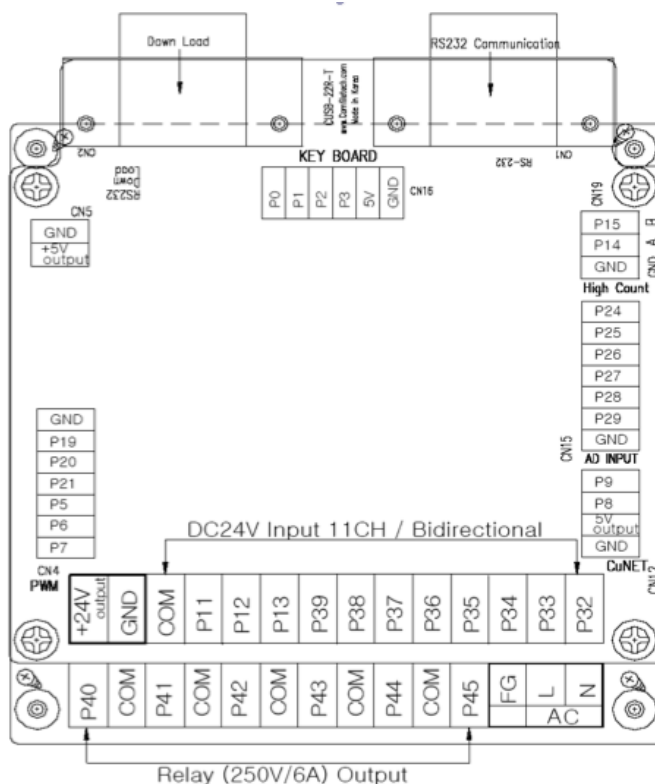 Down Load
RS232 Communication
CUSB-22R-T
www.Comfiletech.com
Made in Korea
CN2
CN1
RS232
Down
Load
RS-232
KEY BOARD
P0
P1
P2
P3
5V
GND
CN16
CN5
GND
+5V
output
CN19
P15
B
P14
A
GND
GND
High Count
P24
P25
P26
P27
P28
P29
GND
CN15
AD INPUT
P9
P8
5V
output
GND
CuNET
CN12
GND
P19
P20
P21
P5
P6
P7
CN4
PWM
DC24V Input 11CH / Bidirectional
+24V
output
GND
COM
P11
P12
P13
P39
P38
P37
P36
P35
P34
P33
P32
P40
COM
P41
COM
P42
COM
P43
COM
P44
COM
P45
FG
L
N
AC
Relay (250V/6A) Output